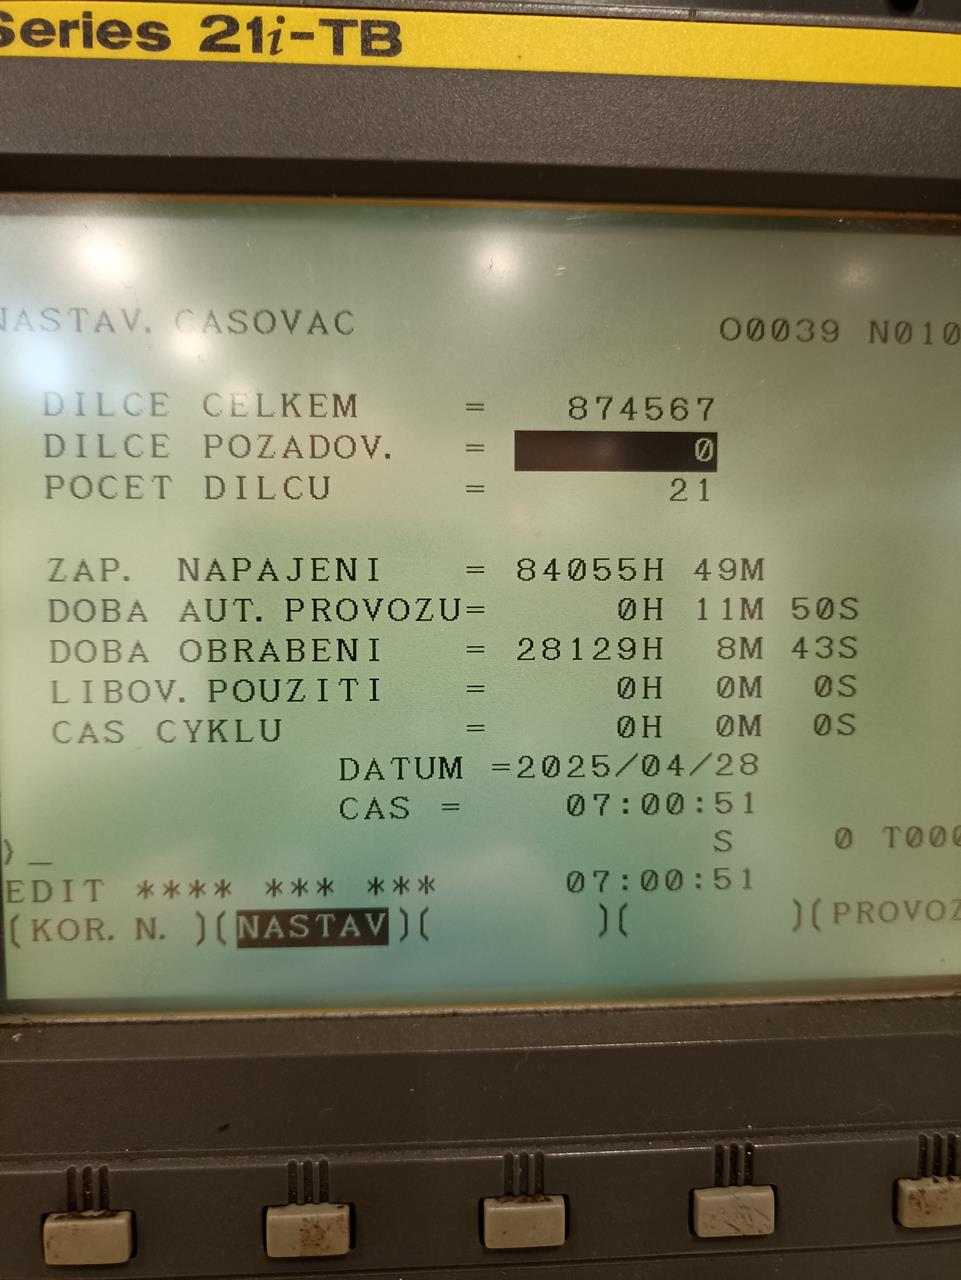 Series 21i-TB
NASTAV. CASOVAC O0039 N010
DILCE CELKEM = 874567
DILCE POZADOV. = 0
POCET DILCU = 21
ZAP. NAPAJENI = 84055H 49M
DOBA AUT. PROVOZU= 0H 11M 50S
DOBA OBRABENI = 28129H 8M 43S
LIBOV. POUZITI = 0H 0M 0S
CAS CYKLU = 0H 0M 0S
DATUM =2025/04/28
CAS = 07:00:51
S 0 T000
) _
EDIT **** *** *** 07:00:51
(KOR. N. )(NASTAV)( )( )(PROVOZ